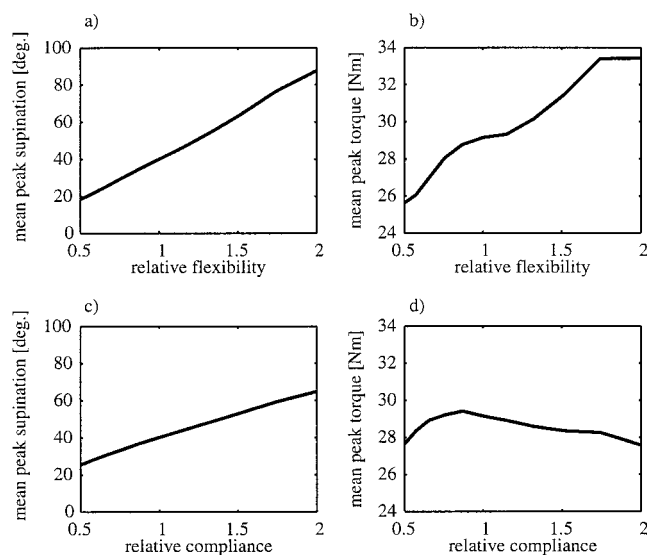 a)
b)
100
80
60
40
20
0
mean peak supination [deg.]
0.5 1 1.5 2
relative flexibility
34
32
30
28
26
24
mean peak torque [Nm]
0.5 1 1.5 2
relative flexibility
c)
d)
100
80
60
40
20
0
mean peak supination [deg.]
0.5 1 1.5 2
relative compliance
34
32
30
28
26
24
mean peak torque [Nm]
0.5 1 1.5 2
relative compliance